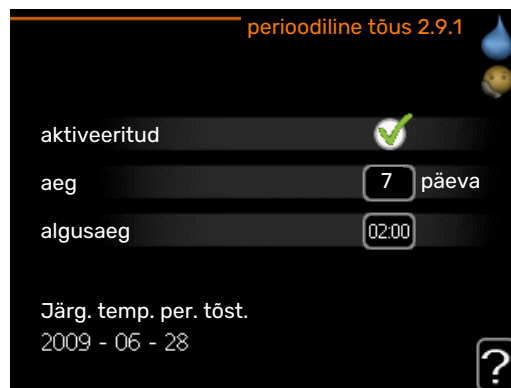 perioodiline tõus 2.9.1
aktiveeritud
aeg 7 päeva
algusaeg 02:00
Järg. temp. per. tõst.
2009 - 06 - 28
?